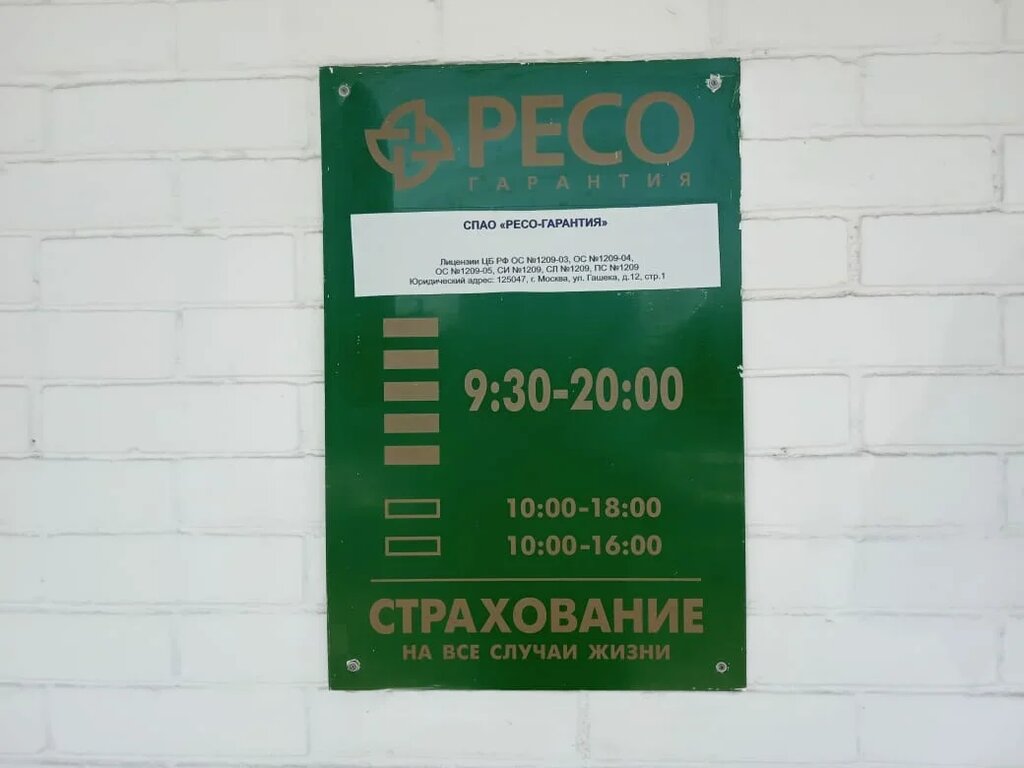 РЕСО
ГАРАНТИЯ
СПАО «РЕСО-ГАРАНТИЯ»
Лицензии ЦБ РФ ОС №1209-03, ОС №1209-04,
ОС №1209-05, СИ №1209, СЛ №1209, ПС №1209
Юридический адрес: 125047, г. Москва, ул. Гашека, д.12, стр.1
9:30-20:00
10:00-18:00
10:00-16:00
СТРАХОВАНИЕ
НА ВСЕ СЛУЧАИ ЖИЗНИ